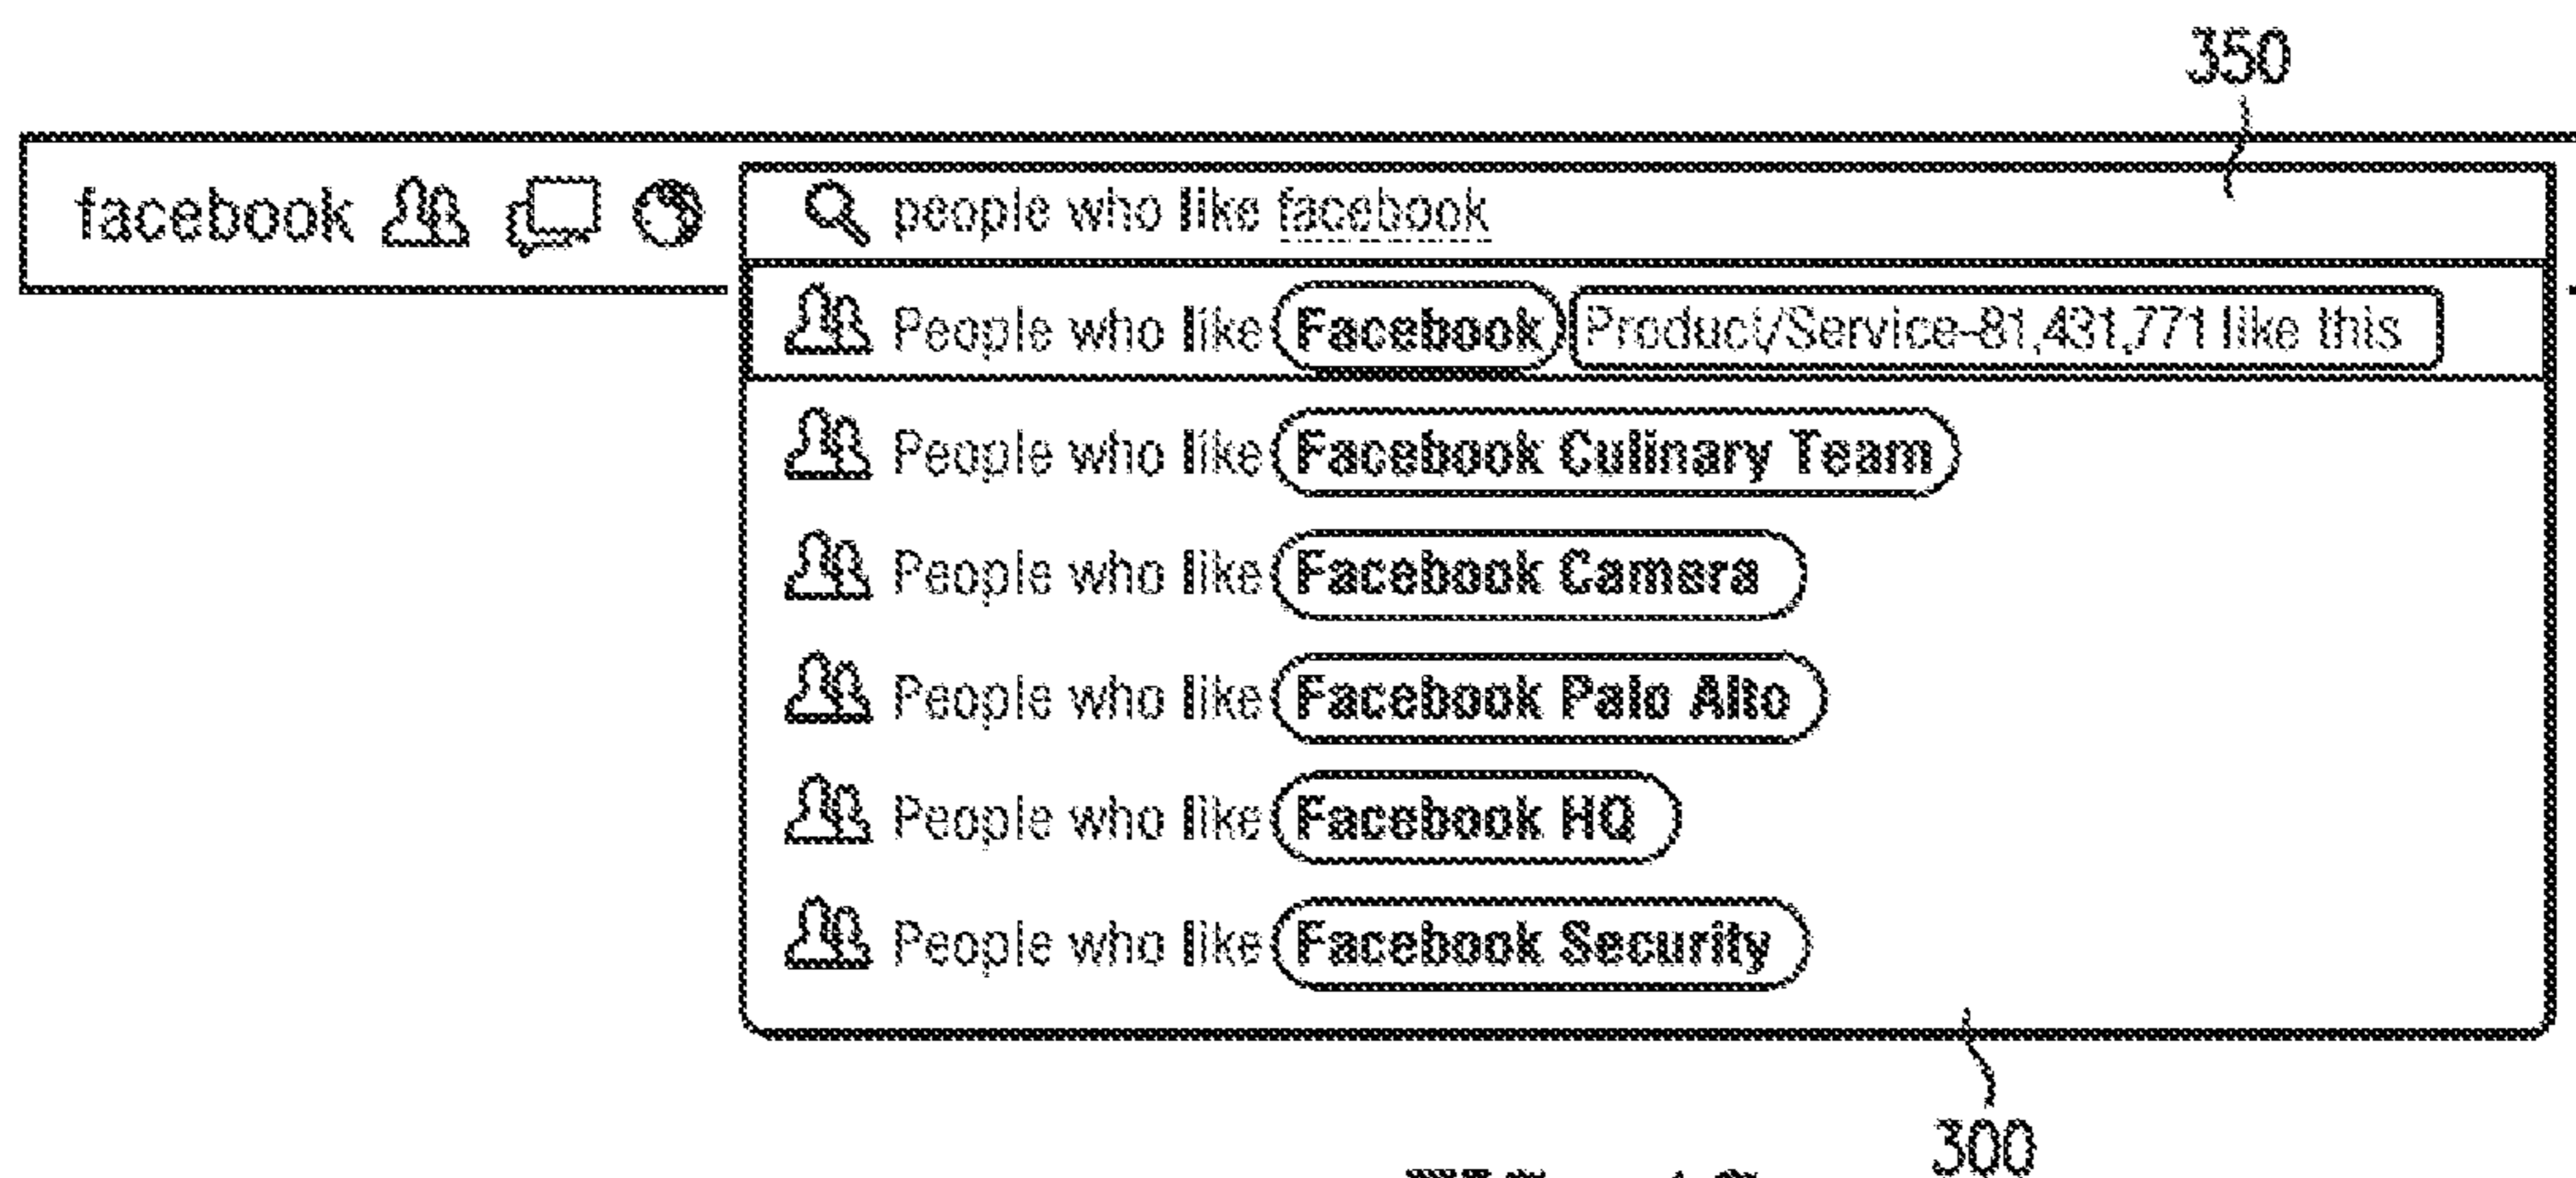 350
facebook
people who like facebook
People who like Facebook Product/Service-81,431,771 like this
People who like Facebook Culinary Team
People who like Facebook Camera
People who like Facebook Palo Alto
People who like Facebook HQ
People who like Facebook Security
300